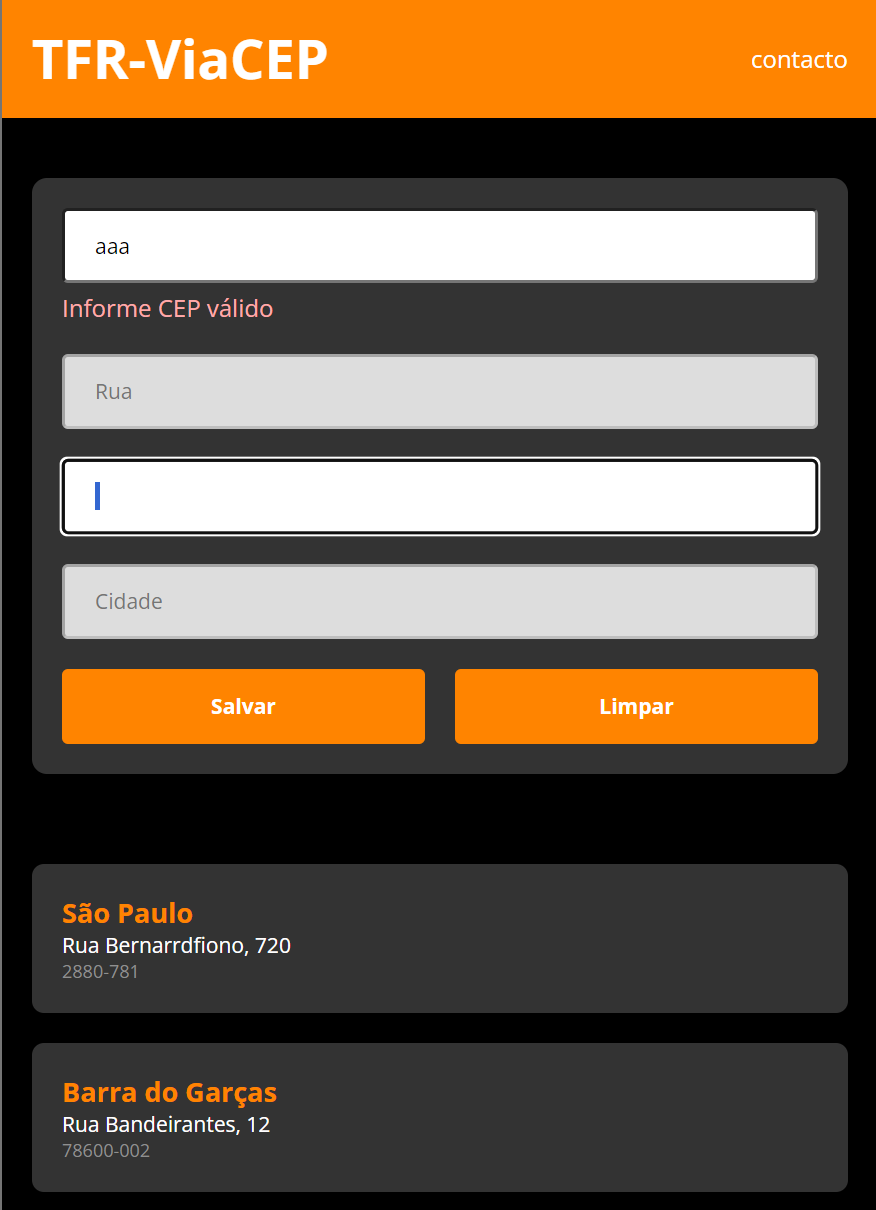 TFR-ViaCEP
contacto
aaa
Informe CEP válido
Rua
Cidade
Salvar
Limpar
São Paulo
Rua Bernarrdfiono, 720
2880-781
Barra do Garças
Rua Bandeirantes, 12
78600-002